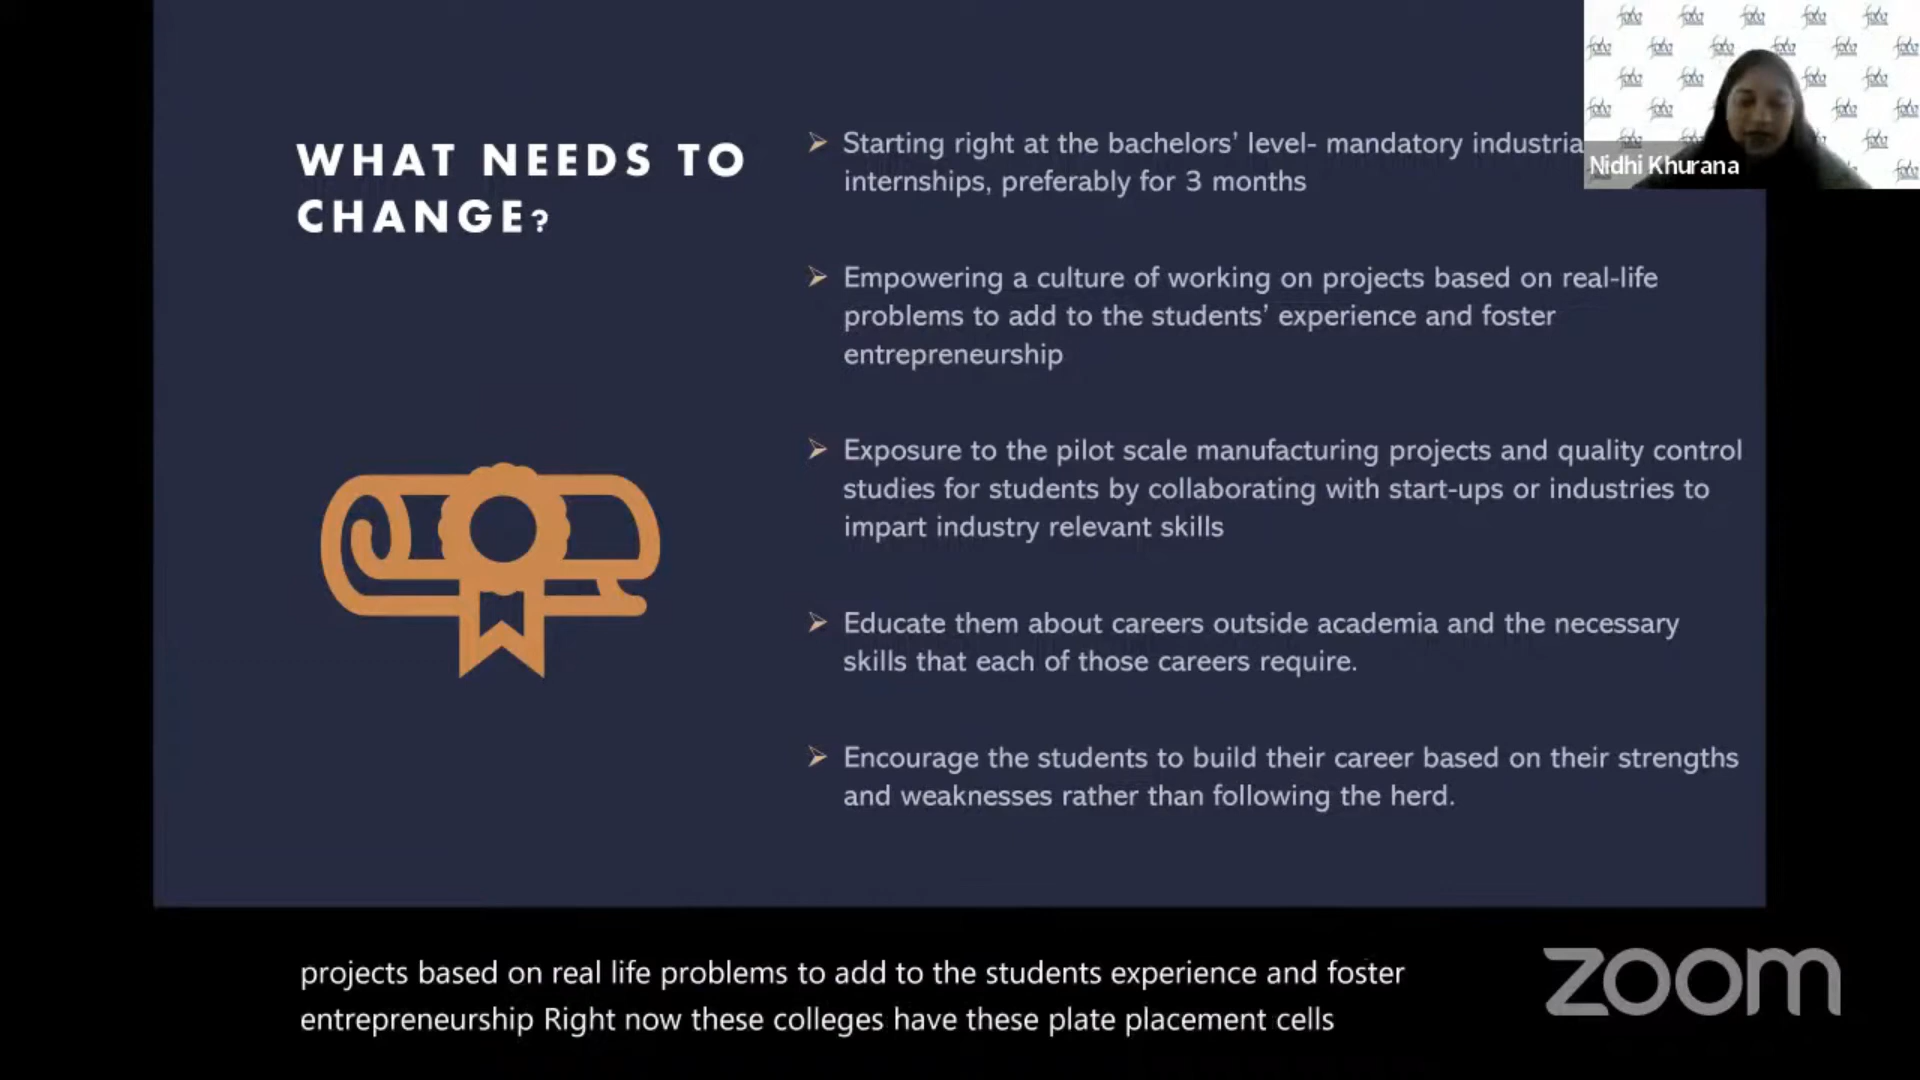 WHAT NEEDS TO
CHANGE?
Starting right at the bachelors’ level- mandatory industria
internships, preferably for 3 months
Empowering a culture of working on projects based on real-life
problems to add to the students’ experience and foster
entrepreneurship
Exposure to the pilot scale manufacturing projects and quality control
studies for students by collaborating with start-ups or industries to
impart industry relevant skills
Educate them about careers outside academia and the necessary
skills that each of those careers require.
Encourage the students to build their career based on their strengths
and weaknesses rather than following the herd.
Nidhi Khurana
projects based on real life problems to add to the students experience and foster
entrepreneurship Right now these colleges have these plate placement cells
zoom